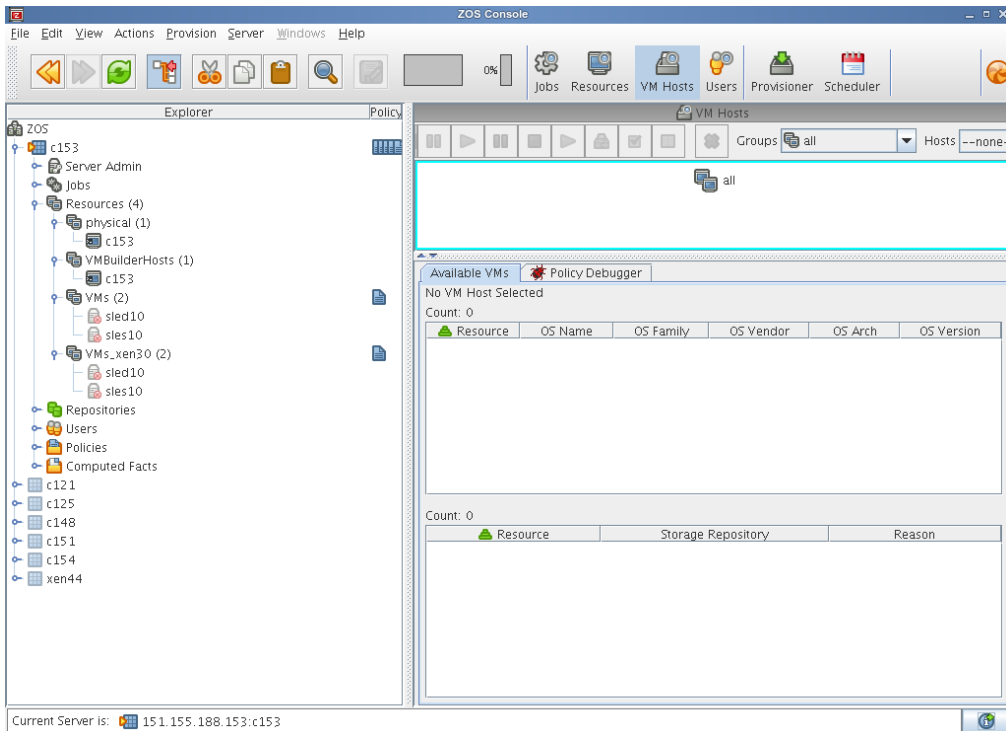 ZOS Console
File Edit View Actions Provision Server Windows Help
0%
Jobs Resources VM Hosts Users Provisioner Scheduler
Explorer Policy
ZOS
c153
Server Admin
Jobs
Resources (4)
physical (1)
c153
VMBuilderHosts (1)
c153
VMs (2)
sled10
sles10
VMs_xen30 (2)
sled10
sles10
Repositories
Users
Policies
Computed Facts
c121
c125
c148
c151
c154
xen44
VM Hosts
Groups all Hosts --none-
all
Available VMs Policy Debugger
No VM Host Selected
Count: 0
Resource OS Name OS Family OS Vendor OS Arch OS Version
Count: 0
Resource Storage Repository Reason
Current Server is: 151.155.188.153:c153